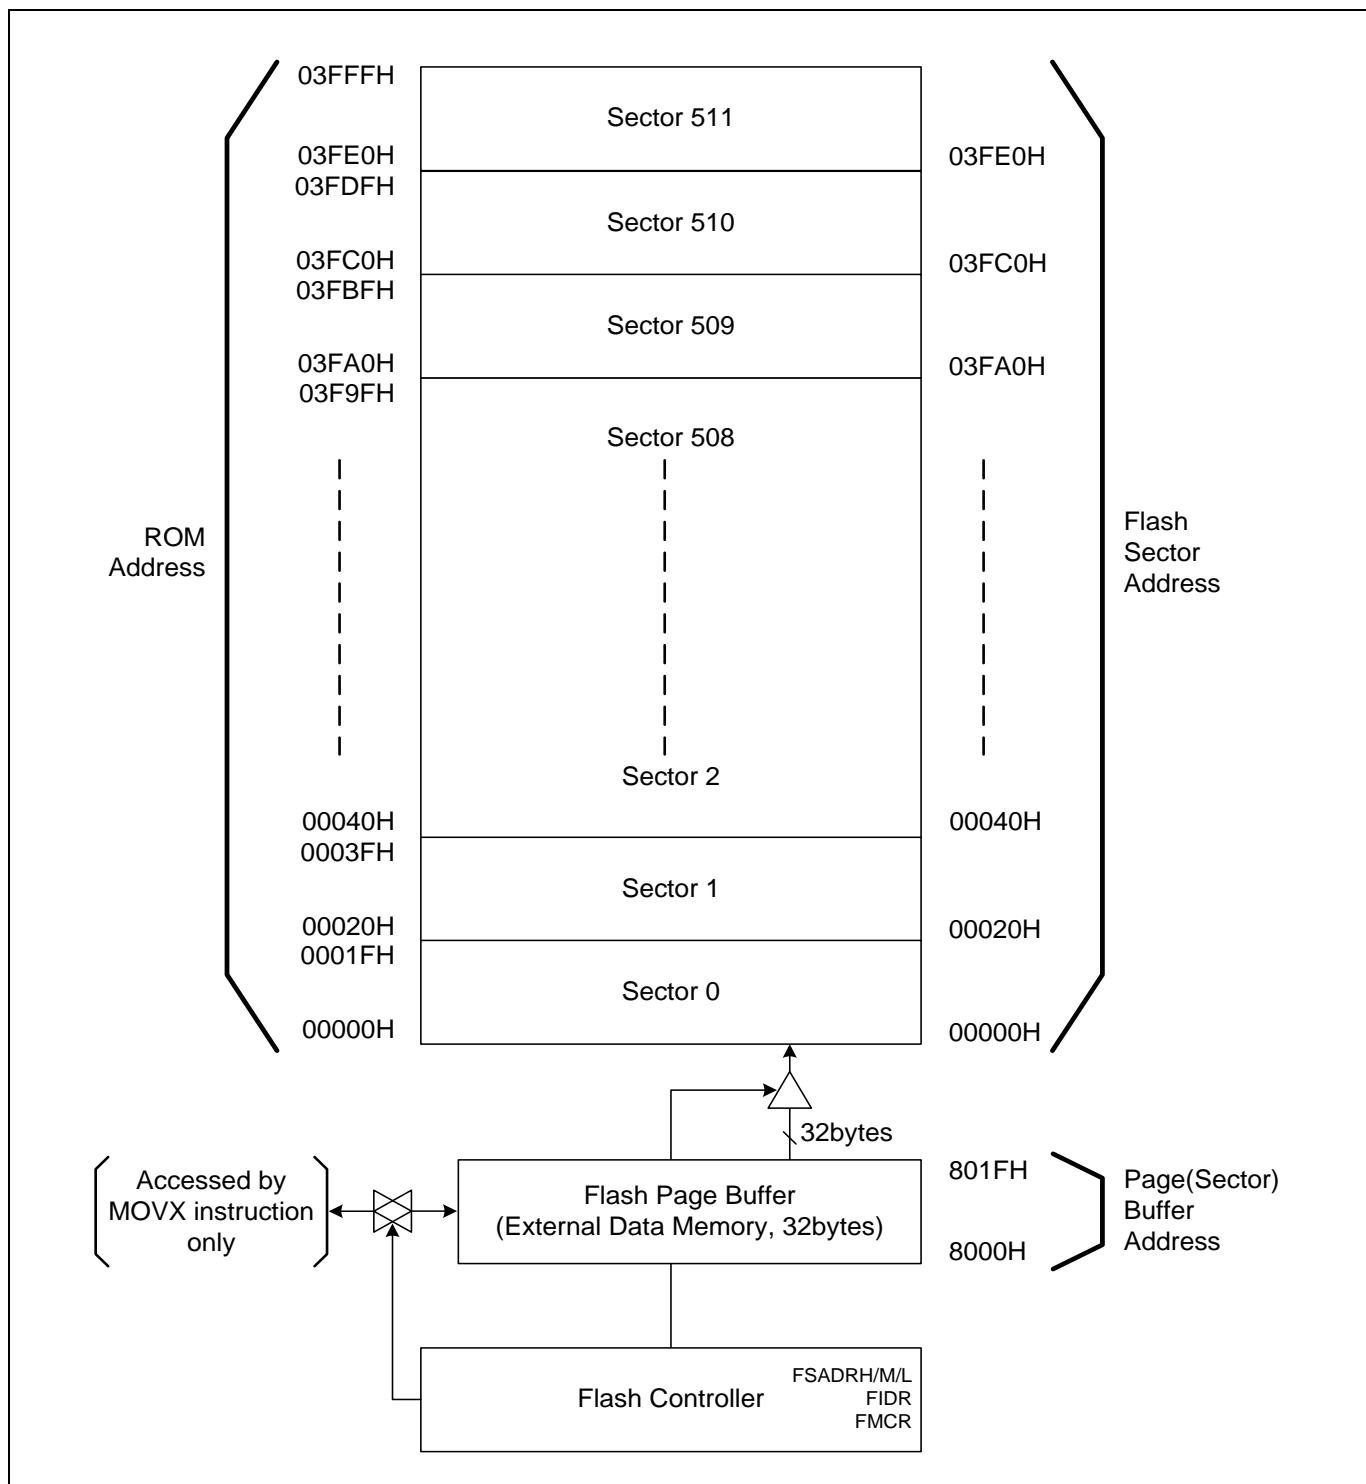 03FFFH
Sector 511
03FE0H
03FE0H
03FDFH
Sector 510
03FC0H
03FC0H
03FBFH
Sector 509
03FA0H
03FA0H
03F9FH
Sector 508
ROM
Address
Flash
Sector
Address
Sector 2
00040H
00040H
0003FH
Sector 1
00020H
00020H
0001FH
Sector 0
00000H
00000H
32bytes
Accessed by
MOVX instruction
only
Flash Page Buffer
(External Data Memory, 32bytes)
801FH
8000H
Page(Sector)
Buffer
Address
Flash Controller
FSADRH/M/L
FIDR
FMCR